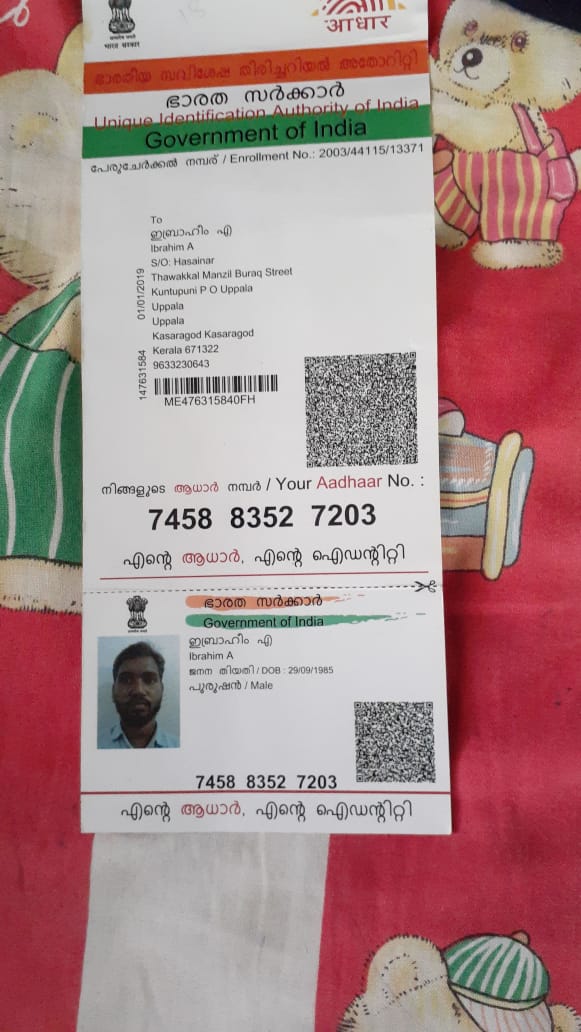 भारत सरकार
आधार
ഭാരതീയ സവിശേഷ തിരിച്ചറിയൽ അതോറിറ്റി
ഭാരത സർക്കാർ
Unique Identification Authority of India
Government of India
പേരുചേർക്കൽ നമ്പര് / Enrollment No.: 2003/44115/13371
To
ഇബ്രാഹീം എ
Ibrahim A
S/O: Hasainar
Thawakkal Manzil Buraq Street
Kuntupuni P O Uppala
Uppala
Uppala
Kasaragod Kasaragod
Kerala 671322
9633230643
147631584 01/01/2019
ME476315840FH
നിങ്ങളുടെ ആധാർ നമ്പർ / Your Aadhaar No. :
7458 8352 7203
എന്റെ ആധാർ, എന്റെ ഐഡന്റിറ്റി
ഭാരത സർക്കാർ
Government of India
ഇബ്രാഹീം എ
Ibrahim A
ജനന തിയതി / DOB : 29/09/1985
പുരുഷൻ / Male
7458 8352 7203
എന്റെ ആധാർ, എന്റെ ഐഡന്റിറ്റി